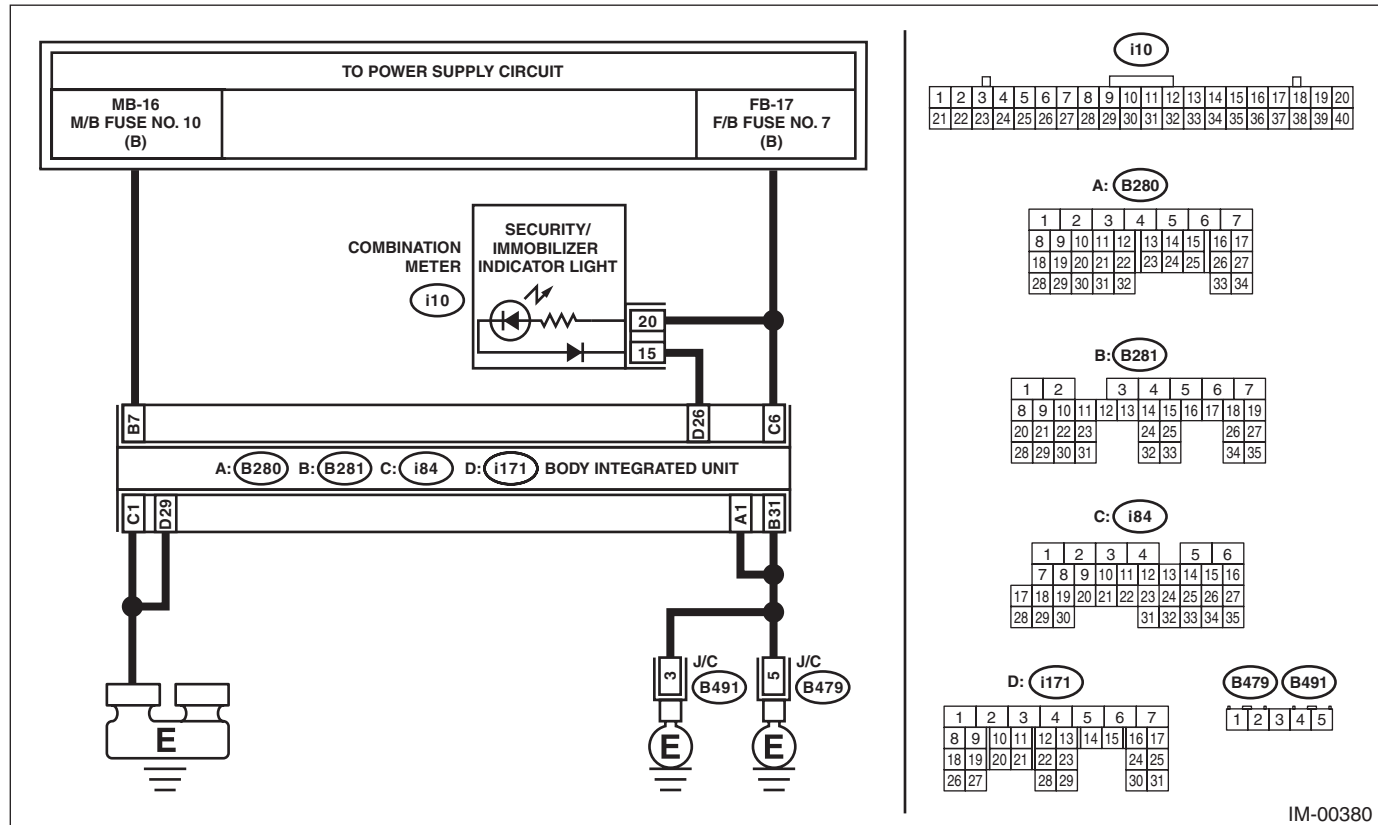 TO POWER SUPPLY CIRCUIT
MB-16
M/B FUSE NO. 10
(B)
FB-17
F/B FUSE NO. 7
(B)
COMBINATION
METER
i10
SECURITY/
IMMOBILIZER
INDICATOR LIGHT
20
15
B7
D26
C6
A: B280 B: B281 C: i84 D: i171 BODY INTEGRATED UNIT
C1
D29
A1
B31
3
J/C
B491
5
J/C
B479
E
E
E
i10
1 2 3 4 5 6 7 8 9 10 11 12 13 14 15 16 17 18 19 20
21 22 23 24 25 26 27 28 29 30 31 32 33 34 35 36 37 38 39 40
A: B280
1 2 3 4 5 6 7
8 9 10 11 12 13 14 15 16 17
18 19 20 21 22 23 24 25 26 27
28 29 30 31 32 33 34
B: B281
1 2 3 4 5 6 7
8 9 10 11 12 13 14 15 16 17 18 19
20 21 22 23 24 25 26 27
28 29 30 31 32 33 34 35
C: i84
1 2 3 4 5 6
7 8 9 10 11 12 13 14 15 16
17 18 19 20 21 22 23 24 25 26 27
28 29 30 31 32 33 34 35
D: i171
1 2 3 4 5 6 7
8 9 10 11 12 13 14 15 16 17
18 19 20 21 22 23 24 25
26 27 28 29 30 31
B479 B491
1 2 3 4 5
IM-00380